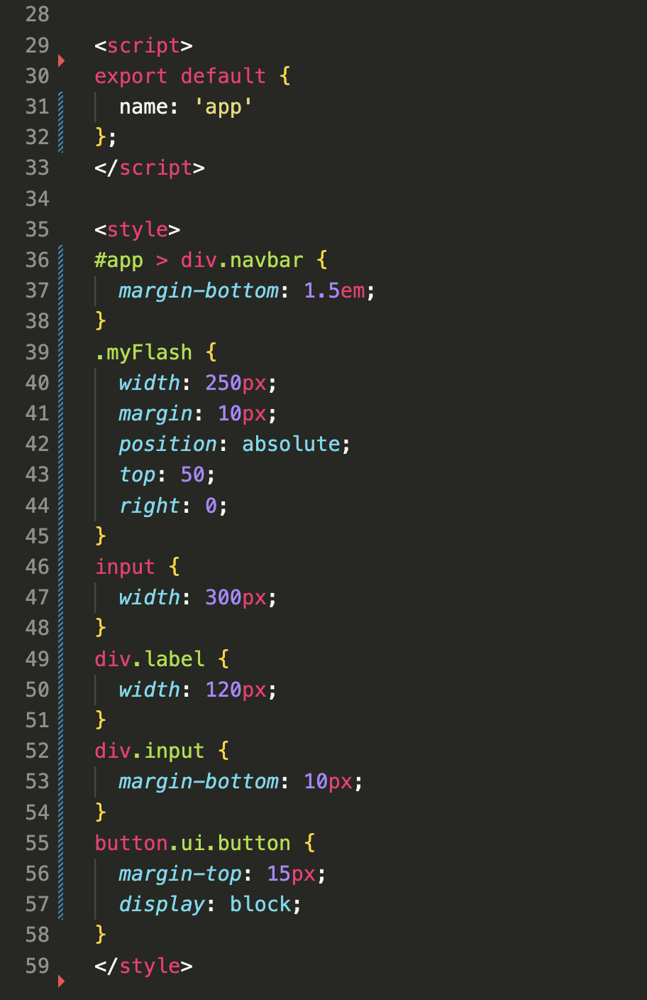 28
29 <script>
30 export default {
31   name: 'app'
32 };
33 </script>
34
35 <style>
36 #app > div.navbar {
37   margin-bottom: 1.5em;
38 }
39 .myFlash {
40   width: 250px;
41   margin: 10px;
42   position: absolute;
43   top: 50;
44   right: 0;
45 }
46 input {
47   width: 300px;
48 }
49 div.label {
50   width: 120px;
51 }
52 div.input {
53   margin-bottom: 10px;
54 }
55 button.ui.button {
56   margin-top: 15px;
57   display: block;
58 }
59 </style>